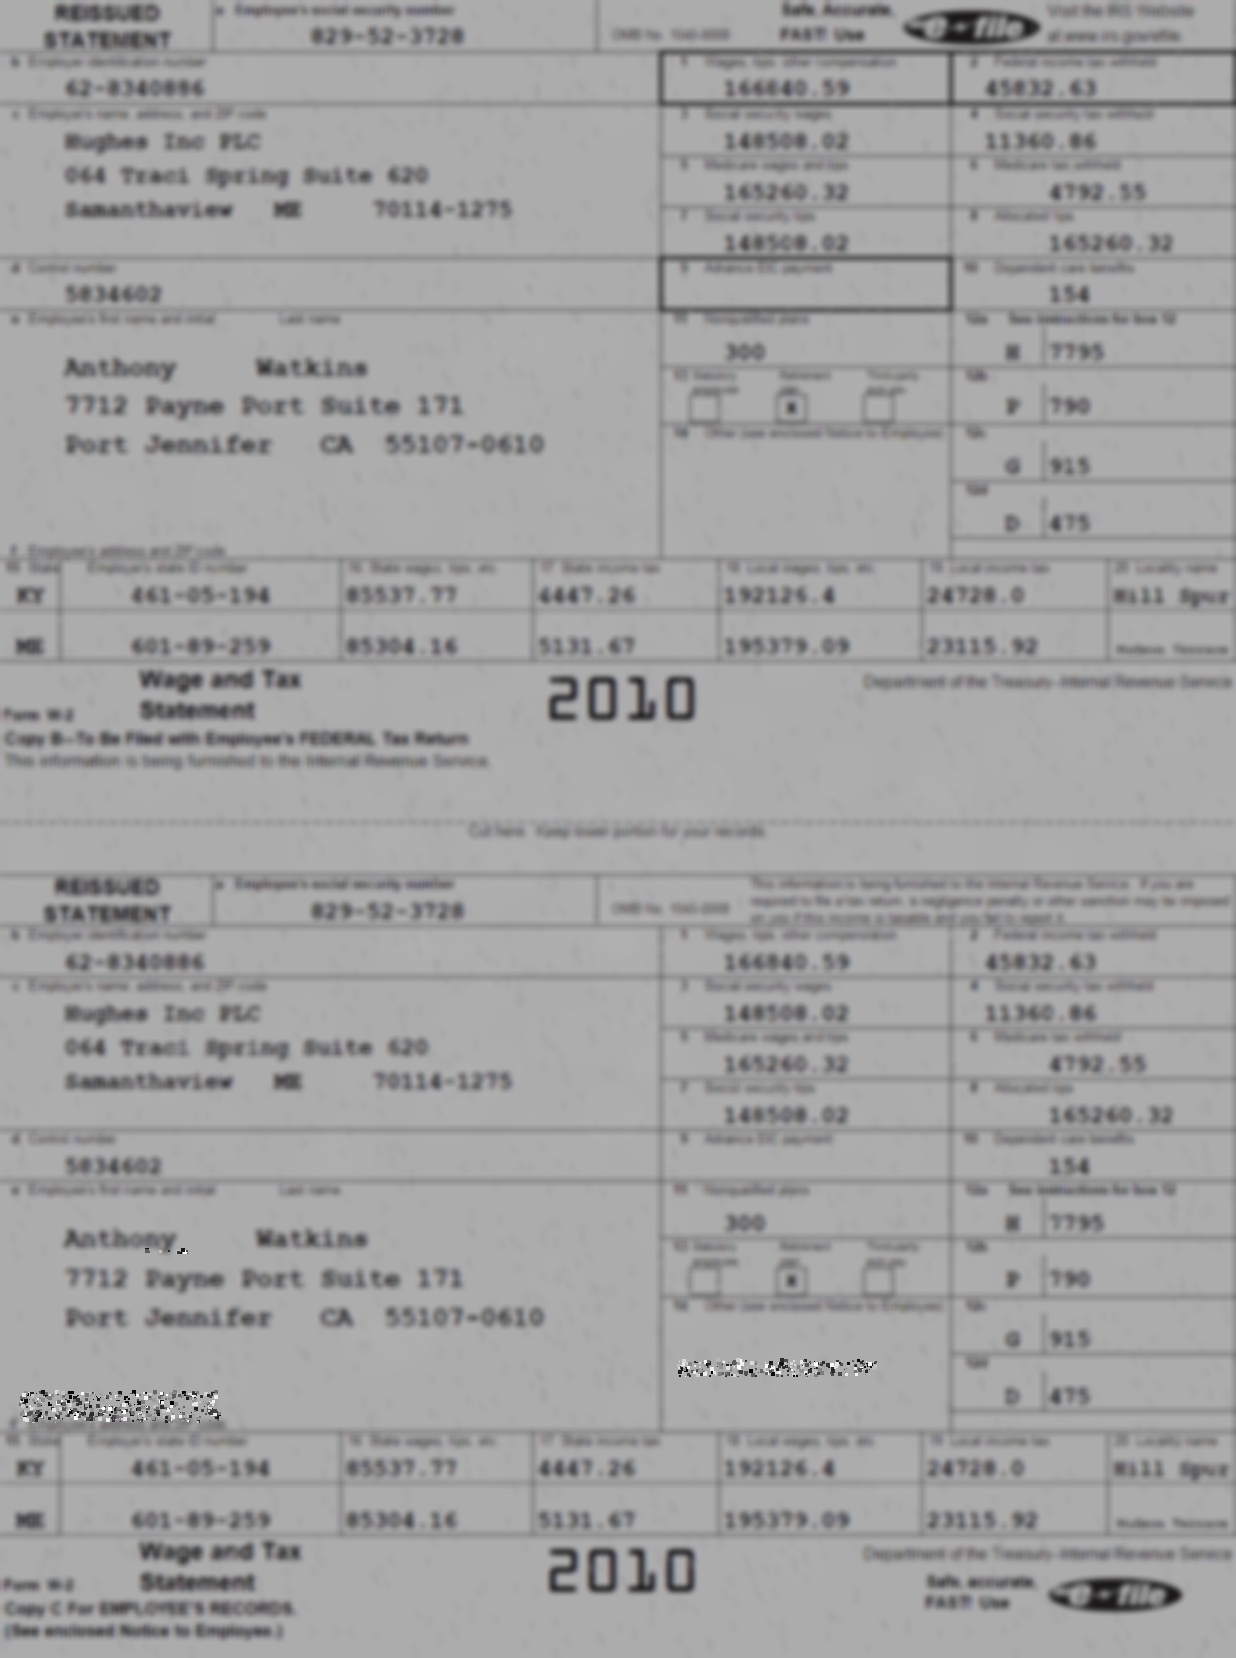 REISSUED STATEMENT
a Employee's social security number
829-52-3728
OMB No. 1545-0008
Safe, Accurate, FAST! Use
e-file
Visit the IRS Website at www.irs.gov/efile.
b Employer identification number
62-8340886
1 Wages, tips, other compensation
166840.59
2 Federal income tax withheld
45832.63
c Employer's name, address, and ZIP code
Hughes Inc PLC
064 Traci Spring Suite 620
Samanthaview ME 70114-1275
3 Social security wages
148508.02
4 Social security tax withheld
11360.86
5 Medicare wages and tips
165260.32
6 Medicare tax withheld
4792.55
7 Social security tips
148508.02
8 Allocated tips
165260.32
d Control number
5834602
9 Advance EIC payment
10 Dependent care benefits
154
e Employee's first name and initial Last name
Anthony Watkins
7712 Payne Port Suite 171
Port Jennifer CA 55107-0610
f Employee's address and ZIP code
11 Nonqualified plans
300
12a See instructions for box 12
H 7795
13 Statutory employee Retirement plan Third-party sick pay
X
12b
P 790
14 Other (see enclosed Notice to Employee)
12c
G 915
12d
D 475
15 State Employer's state ID number 16 State wages, tips, etc. 17 State income tax 18 Local wages, tips, etc. 19 Local income tax 20 Locality name
KY 461-05-194 85537.77 4447.26 192126.4 24728.0 Hill Spur
ME 601-89-259 85304.16 5131.67 195379.09 23115.92
Form W-2 Wage and Tax Statement
2010
Department of the Treasury-Internal Revenue Service
Copy B--To Be Filed with Employee's FEDERAL Tax Return
This information is being furnished to the Internal Revenue Service.
Cut here. Keep lower portion for your records.
REISSUED STATEMENT
a Employee's social security number
829-52-3728
OMB No. 1545-0008
This information is being furnished to the Internal Revenue Service. If you are
required to file a tax return, a negligence penalty or other sanction may be imposed
on you if this income is taxable and you fail to report it.
b Employer identification number
62-8340886
1 Wages, tips, other compensation
166840.59
2 Federal income tax withheld
45832.63
c Employer's name, address, and ZIP code
Hughes Inc PLC
064 Traci Spring Suite 620
Samanthaview ME 70114-1275
3 Social security wages
148508.02
4 Social security tax withheld
11360.86
5 Medicare wages and tips
165260.32
6 Medicare tax withheld
4792.55
7 Social security tips
148508.02
8 Allocated tips
165260.32
d Control number
5834602
9 Advance EIC payment
10 Dependent care benefits
154
e Employee's first name and initial Last name
Anthony Watkins
7712 Payne Port Suite 171
Port Jennifer CA 55107-0610
11 Nonqualified plans
300
12a See instructions for box 12
H 7795
13 Statutory employee Retirement plan Third-party sick pay
X
12b
P 790
14 Other (see enclosed Notice to Employee)
12c
G 915
12d
D 475
15 State Employer's state ID number 16 State wages, tips, etc. 17 State income tax 18 Local wages, tips, etc. 19 Local income tax 20 Locality name
KY 461-05-194 85537.77 4447.26 192126.4 24728.0 Hill Spur
ME 601-89-259 85304.16 5131.67 195379.09 23115.92
Form W-2 Wage and Tax Statement
2010
Department of the Treasury-Internal Revenue Service
Safe, accurate, FAST! Use
e-file
Copy C For EMPLOYEE'S RECORDS.
(See enclosed Notice to Employee.)